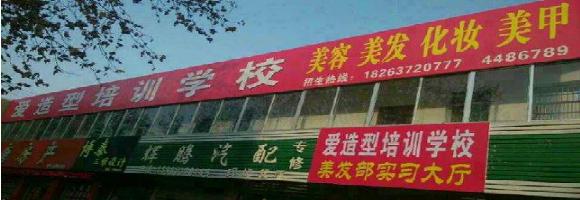 爱造型培训学校
美容 美发 化妆 美甲
招生热线: 18263720777 4486789
辉腾汽配
专修
爱造型培训学校
美发部实习大厅